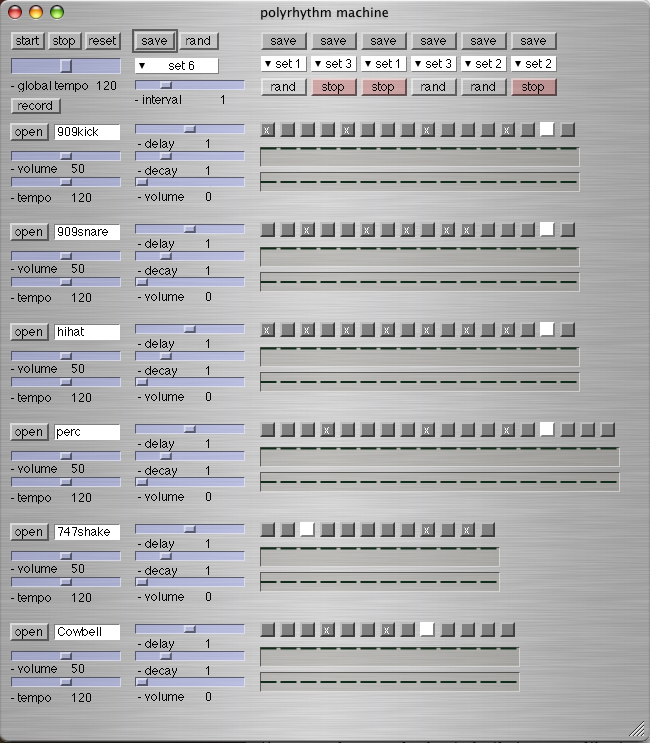 polyrhythm machine
start stop reset save rand save save save save save save
▼ set 6 ▼ set 1 ▼ set 3 ▼ set 1 ▼ set 3 ▼ set 2 ▼ set 2
- global tempo 120 rand stop stop rand rand stop
- interval 1
record
open 909kick x x x x x
- delay 1
- volume 50 - decay 1
- tempo 120 - volume 0
open 909snare x x x x x
- delay 1
- volume 50 - decay 1
- tempo 120 - volume 0
open hihat x x x x x x x
- delay 1
- volume 50 - decay 1
- tempo 120 - volume 0
open perc x x x
- delay 1
- volume 50 - decay 1
- tempo 120 - volume 0
open 747shake x x
- delay 1
- volume 50 - decay 1
- tempo 120 - volume 0
open Cowbell x x
- delay 1
- volume 50 - decay 1
- tempo 120 - volume 0